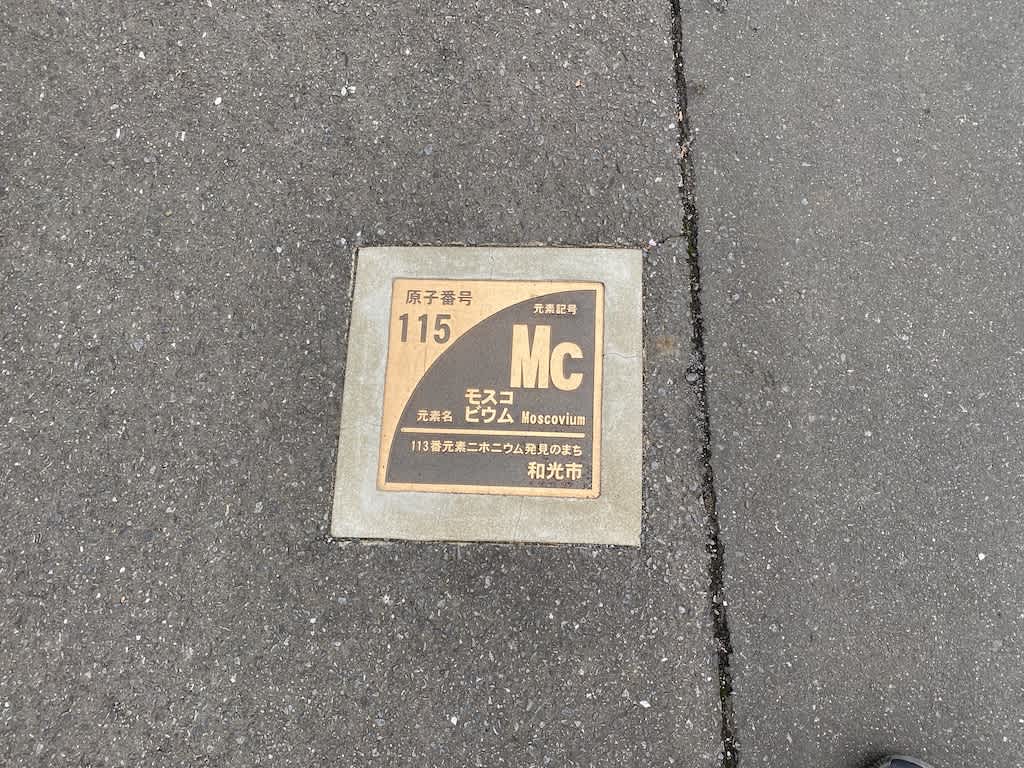 原子番号
115
元素記号
Mc
モスコ
元素名 ビウム Moscovium
113番元素ニホニウム発見のまち
和光市